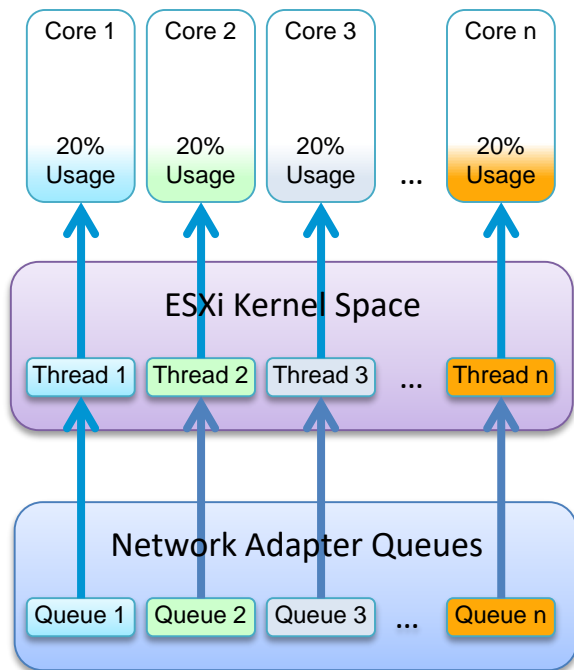 Core 1 Core 2 Core 3 Core n
20% 20% 20% 20%
Usage Usage Usage ... Usage
ESXi Kernel Space
Thread 1 Thread 2 Thread 3 ... Thread n
Network Adapter Queues
Queue 1 Queue 2 Queue 3 ... Queue n